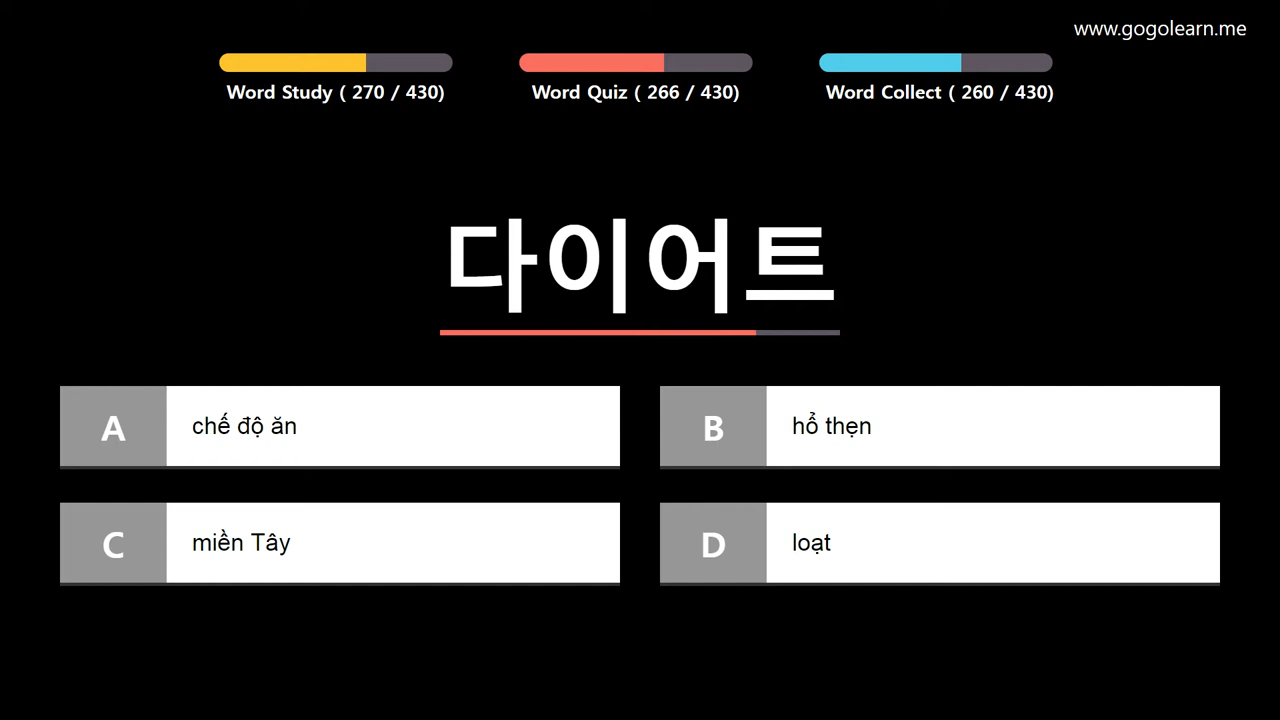 www.gogolearn.me
Word Study ( 270 / 430)
Word Quiz ( 266 / 430)
Word Collect ( 260 / 430)
다이어트
A chế độ ăn
B hổ thẹn
C miền Tây
D loạt